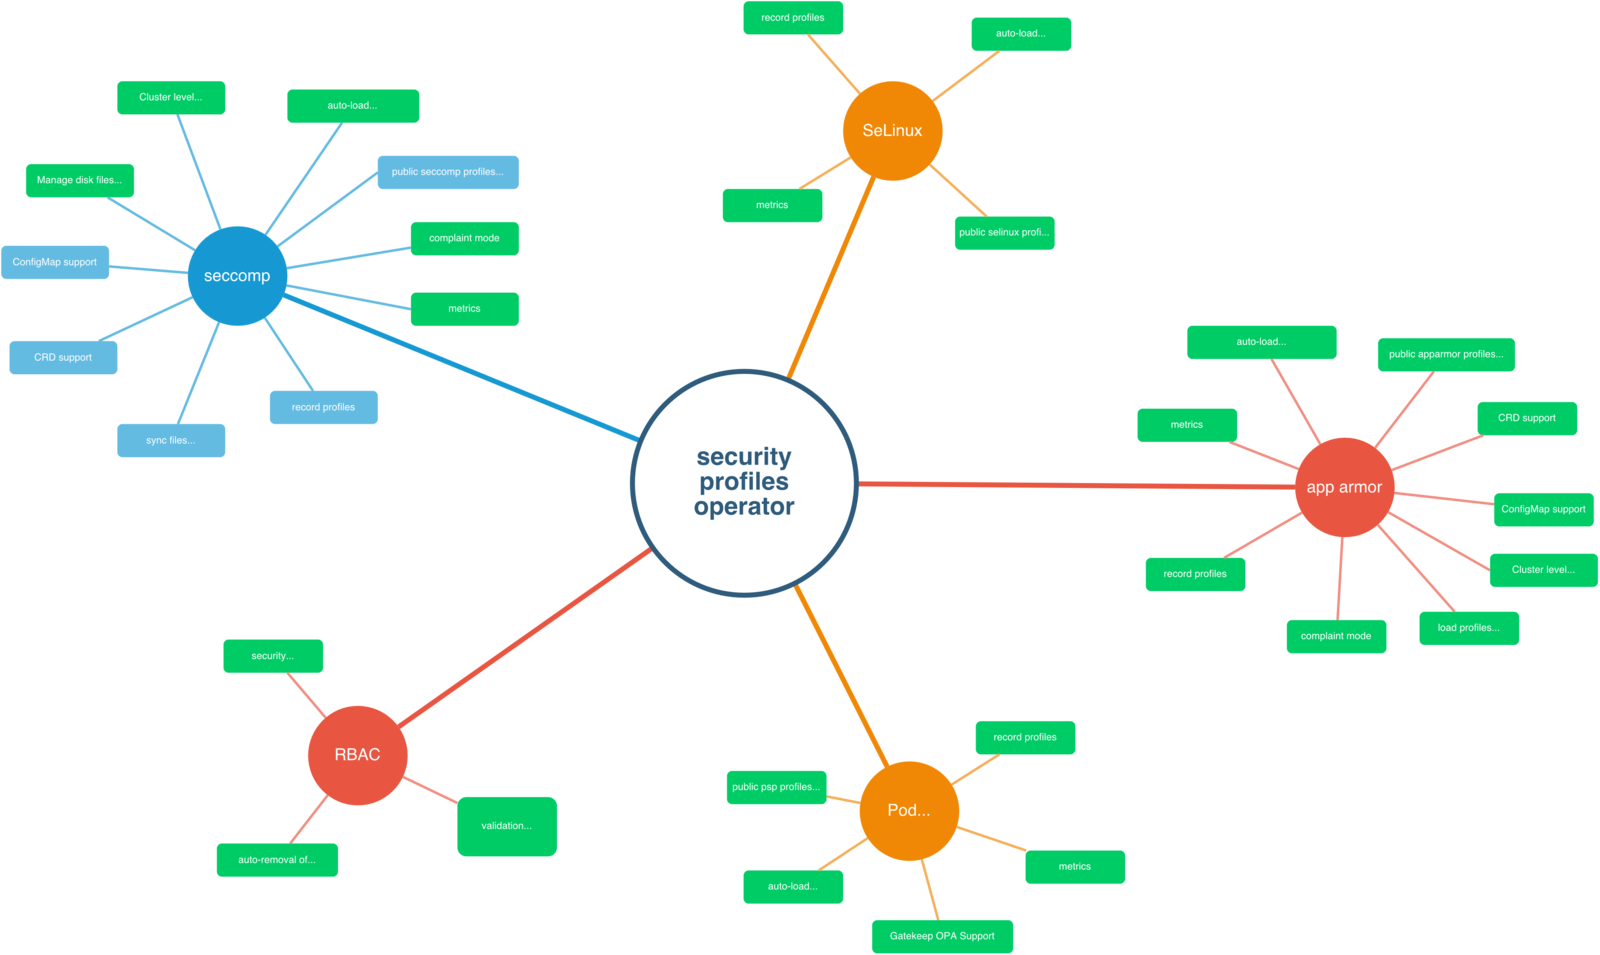 record profiles
auto-load...
SeLinux
metrics
public selinux profi...
Cluster level...
auto-load...
Manage disk files...
public seccomp profiles...
complaint mode
ConfigMap support
seccomp
metrics
CRD support
record profiles
sync files...
security
profiles
operator
auto-load...
public apparmor profiles...
metrics
CRD support
app armor
ConfigMap support
record profiles
Cluster level...
complaint mode
load profiles...
security...
RBAC
validation...
auto-removal of...
record profiles
public psp profiles...
Pod...
metrics
auto-load...
Gatekeep OPA Support